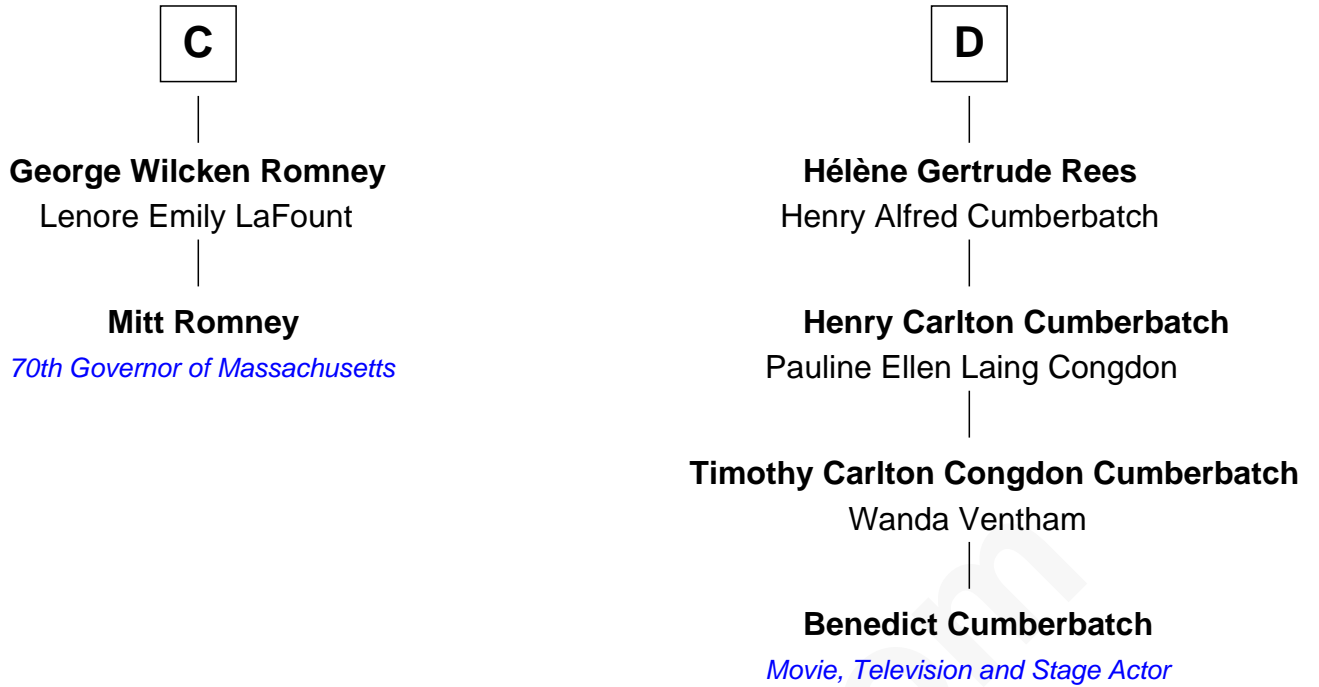 C
George Wilcken Romney
Lenore Emily LaFount
Mitt Romney
70th Governor of Massachusetts
D
Hélène Gertrude Rees
Henry Alfred Cumberbatch
Henry Carlton Cumberbatch
Pauline Ellen Laing Congdon
Timothy Carlton Congdon Cumberbatch
Wanda Ventham
Benedict Cumberbatch
Movie, Television and Stage Actor